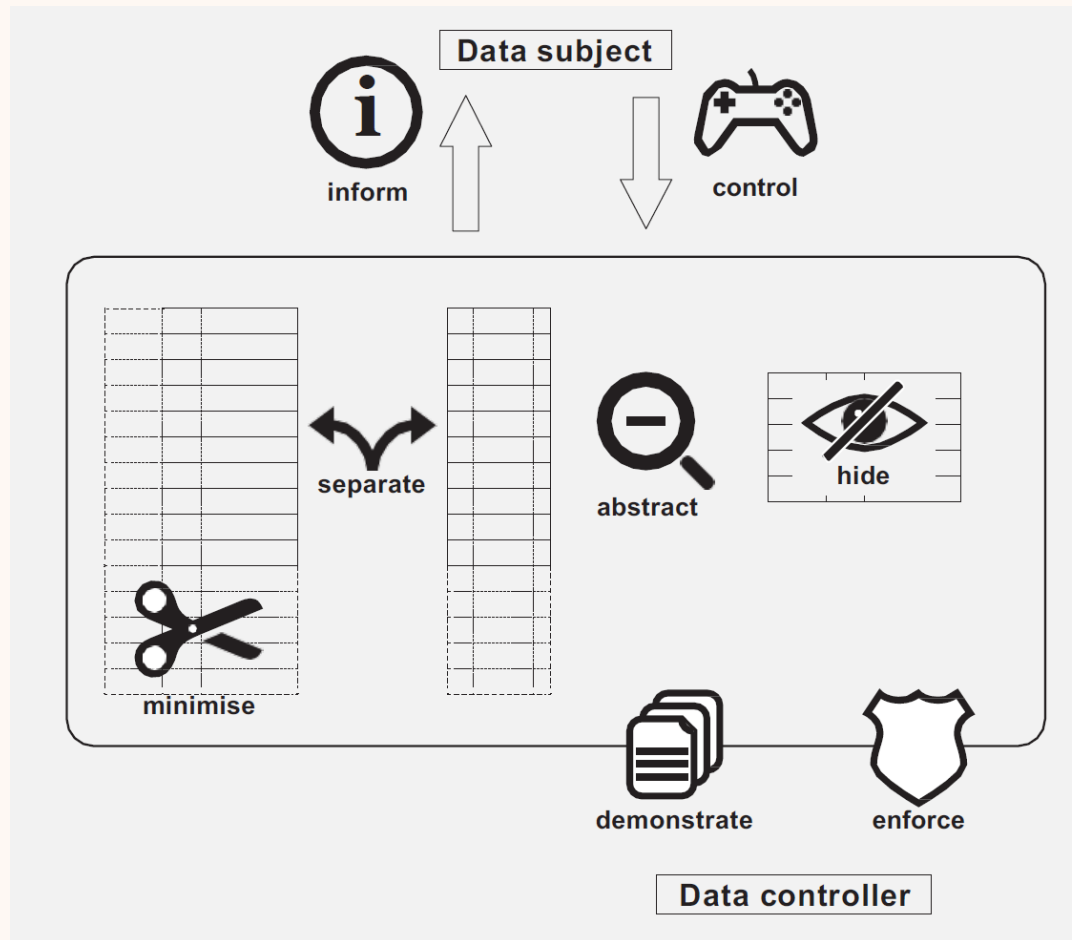 Data subject
inform
control
separate
abstract
hide
minimise
demonstrate
enforce
Data controller